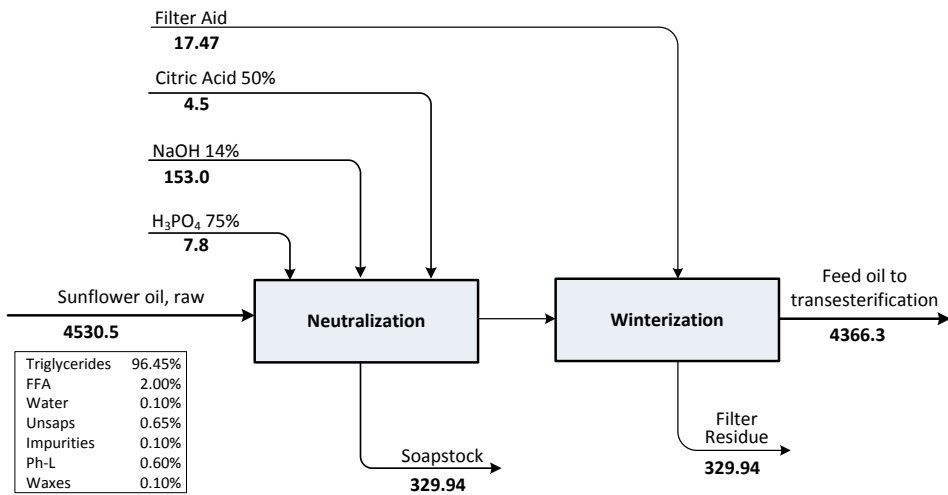 Filter Aid
17.47
Citric Acid 50%
4.5
NaOH 14%
153.0
H₃PO₄ 75%
7.8
Sunflower oil, raw
4530.5
Neutralization
Winterization
Feed oil to
transesterification
4366.3
Triglycerides 96.45%
FFA 2.00%
Water 0.10%
Unsaps 0.65%
Impurities 0.10%
Ph-L 0.60%
Waxes 0.10%
Soapstock
329.94
Filter
Residue
329.94